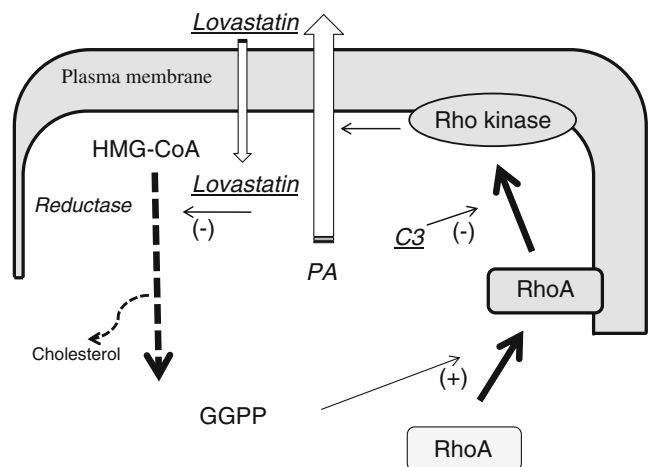 Lovastatin
Plasma membrane
Rho kinase
HMG-CoA
Lovastatin
Reductase
(-)
C3
(-)
PA
RhoA
Cholesterol
(+)
GGPP
RhoA